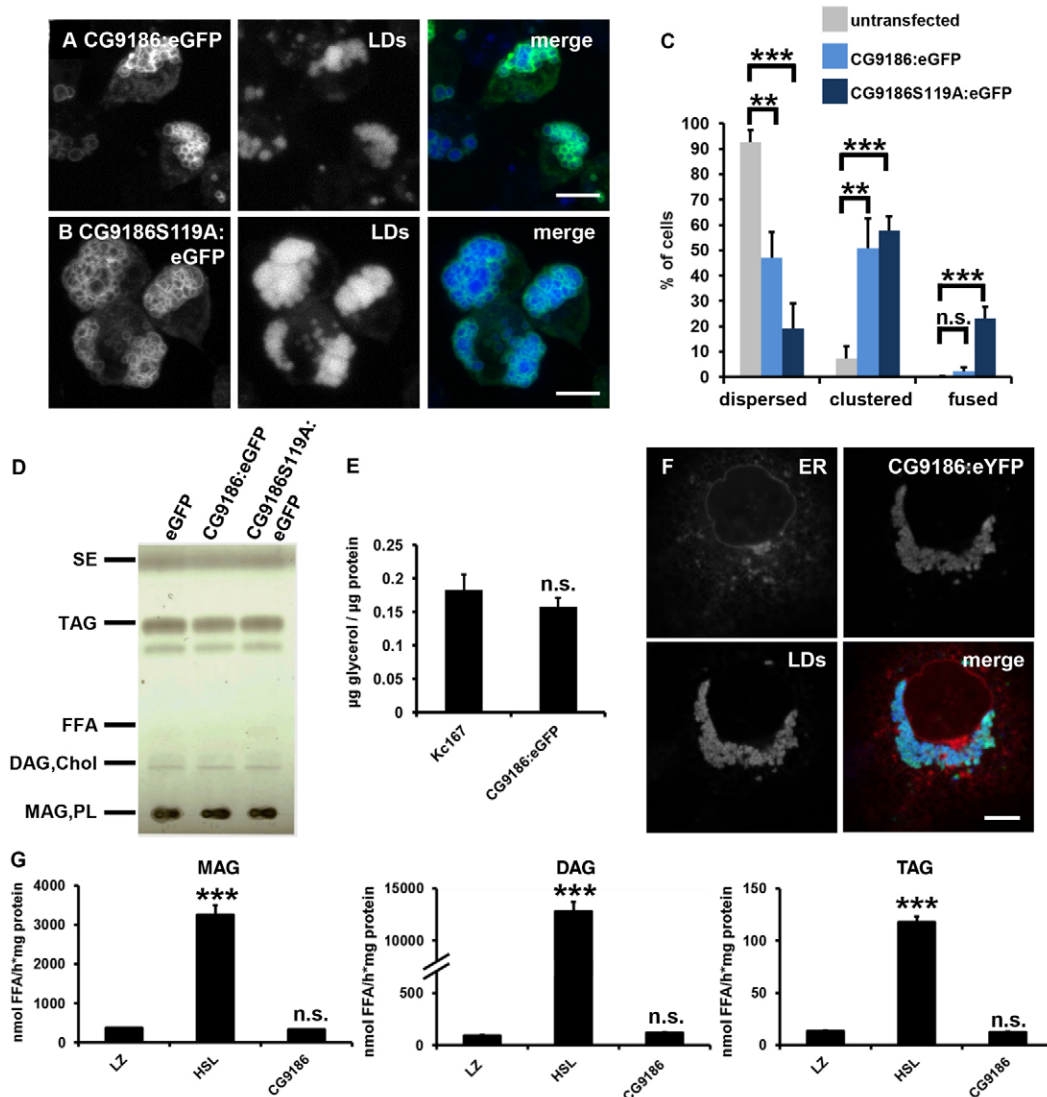 A CG9186:eGFP
LDs
merge
B CG9186S119A:
eGFP
LDs
merge
C
untransfected
CG9186:eGFP
CG9186S119A:eGFP
% of cells
100
90
80
70
60
50
40
30
20
10
0
***
**
***
**
***
n.s.
dispersed
clustered
fused
D
eGFP
CG9186:eGFP
CG9186S119A:
eGFP
SE
TAG
FFA
DAG,Chol
MAG,PL
E
µg glycerol / µg protein
0.25
0.2
0.15
0.1
0.05
0
n.s.
Kc167
CG9186:eGFP
F
ER
CG9186:eYFP
LDs
merge
G
MAG
nmol FFA/h*mg protein
4000
3000
2000
1000
0
***
n.s.
LZ
HSL
CG9186
DAG
nmol FFA/h*mg protein
15000
10000
500
0
***
n.s.
LZ
HSL
CG9186
TAG
nmol FFA/h*mg protein
150
100
50
0
***
n.s.
LZ
HSL
CG9186